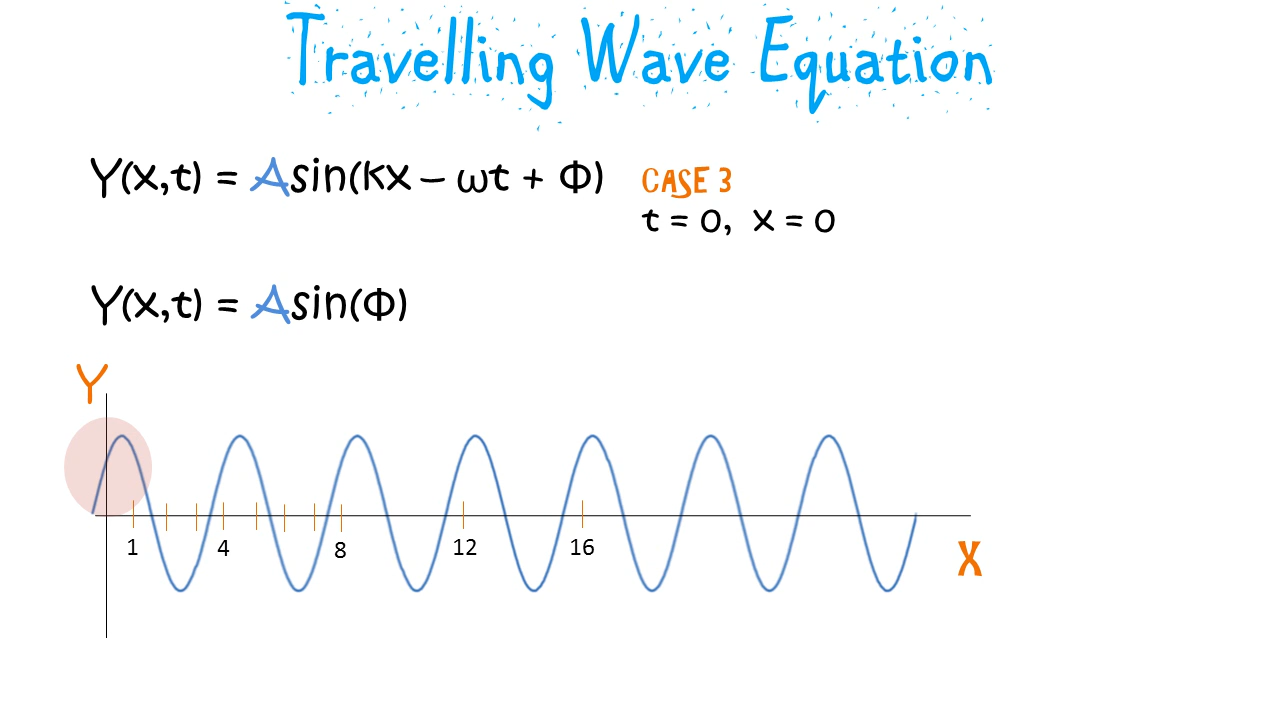 Travelling Wave Equation
Y(x,t) = Asin(kx – ωt + Φ)
CASE 3
t = 0, x = 0
Y(x,t) = Asin(Φ)
Y
1 4 8 12 16
X